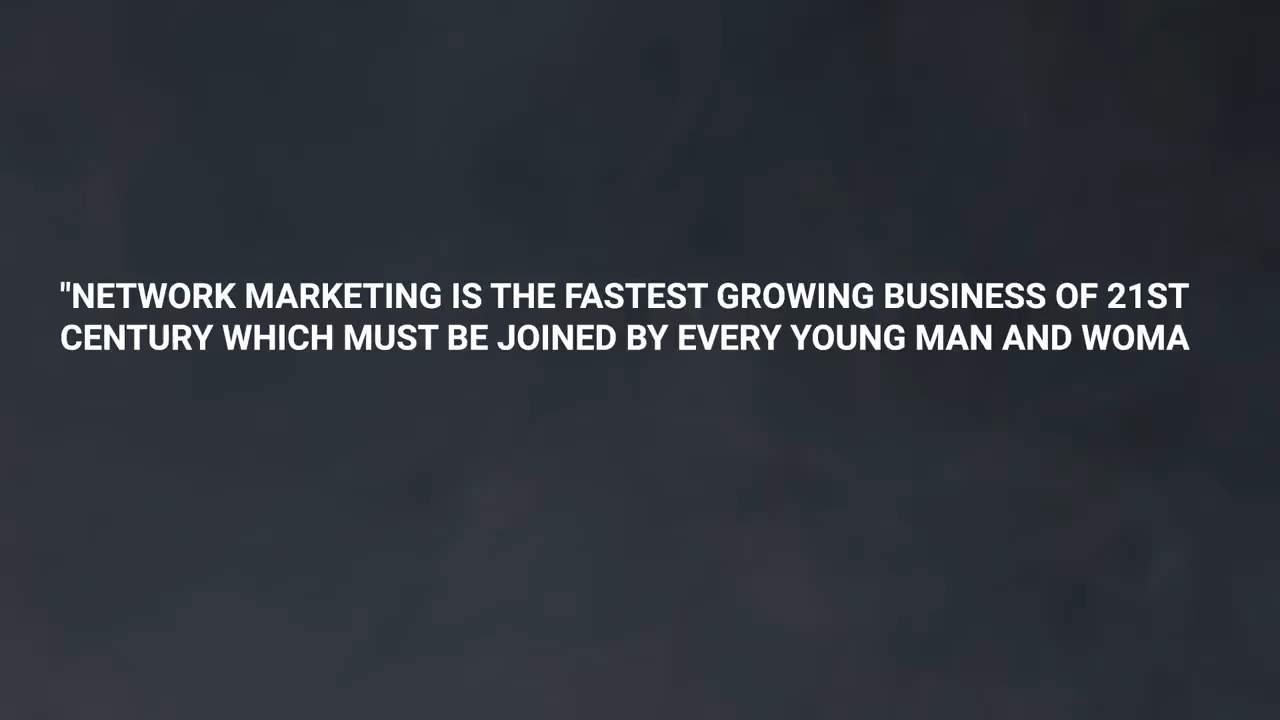 "NETWORK MARKETING IS THE FASTEST GROWING BUSINESS OF 21ST
CENTURY WHICH MUST BE JOINED BY EVERY YOUNG MAN AND WOMA